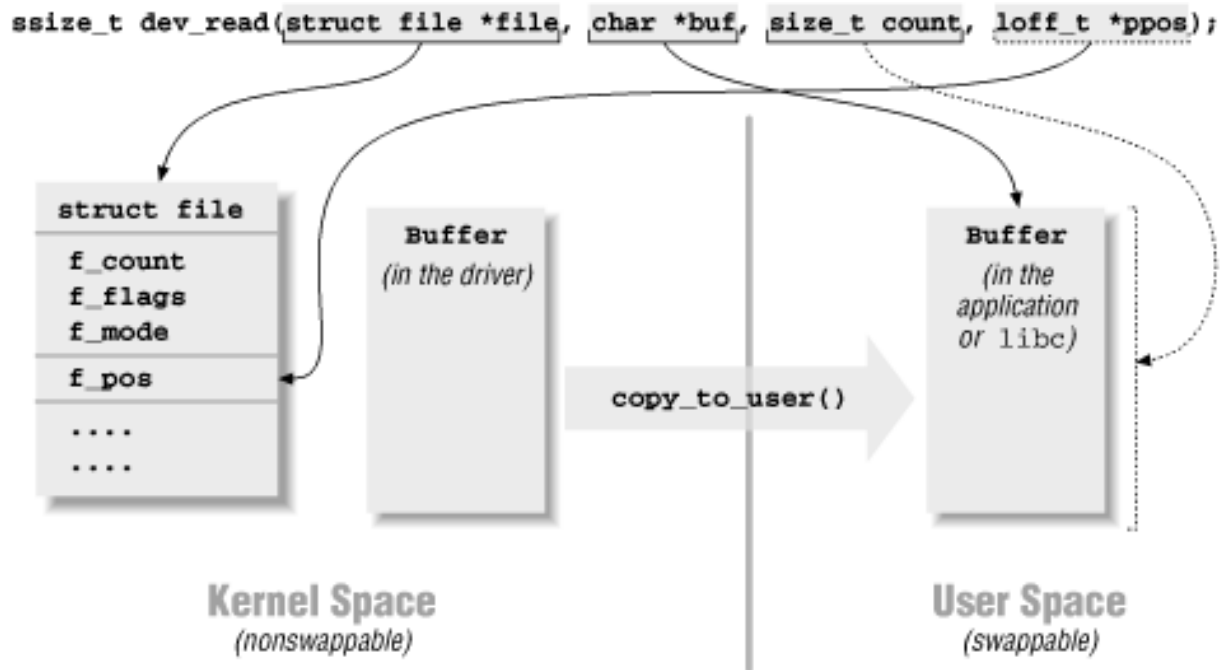 ssize_t dev_read(struct file *file, char *buf, size_t count, loff_t *ppos);
struct file
f_count
f_flags
f_mode
f_pos
....
....
Buffer
(in the driver)
copy_to_user()
Buffer
(in the
application
or libc)
Kernel Space
(nonswappable)
User Space
(swappable)